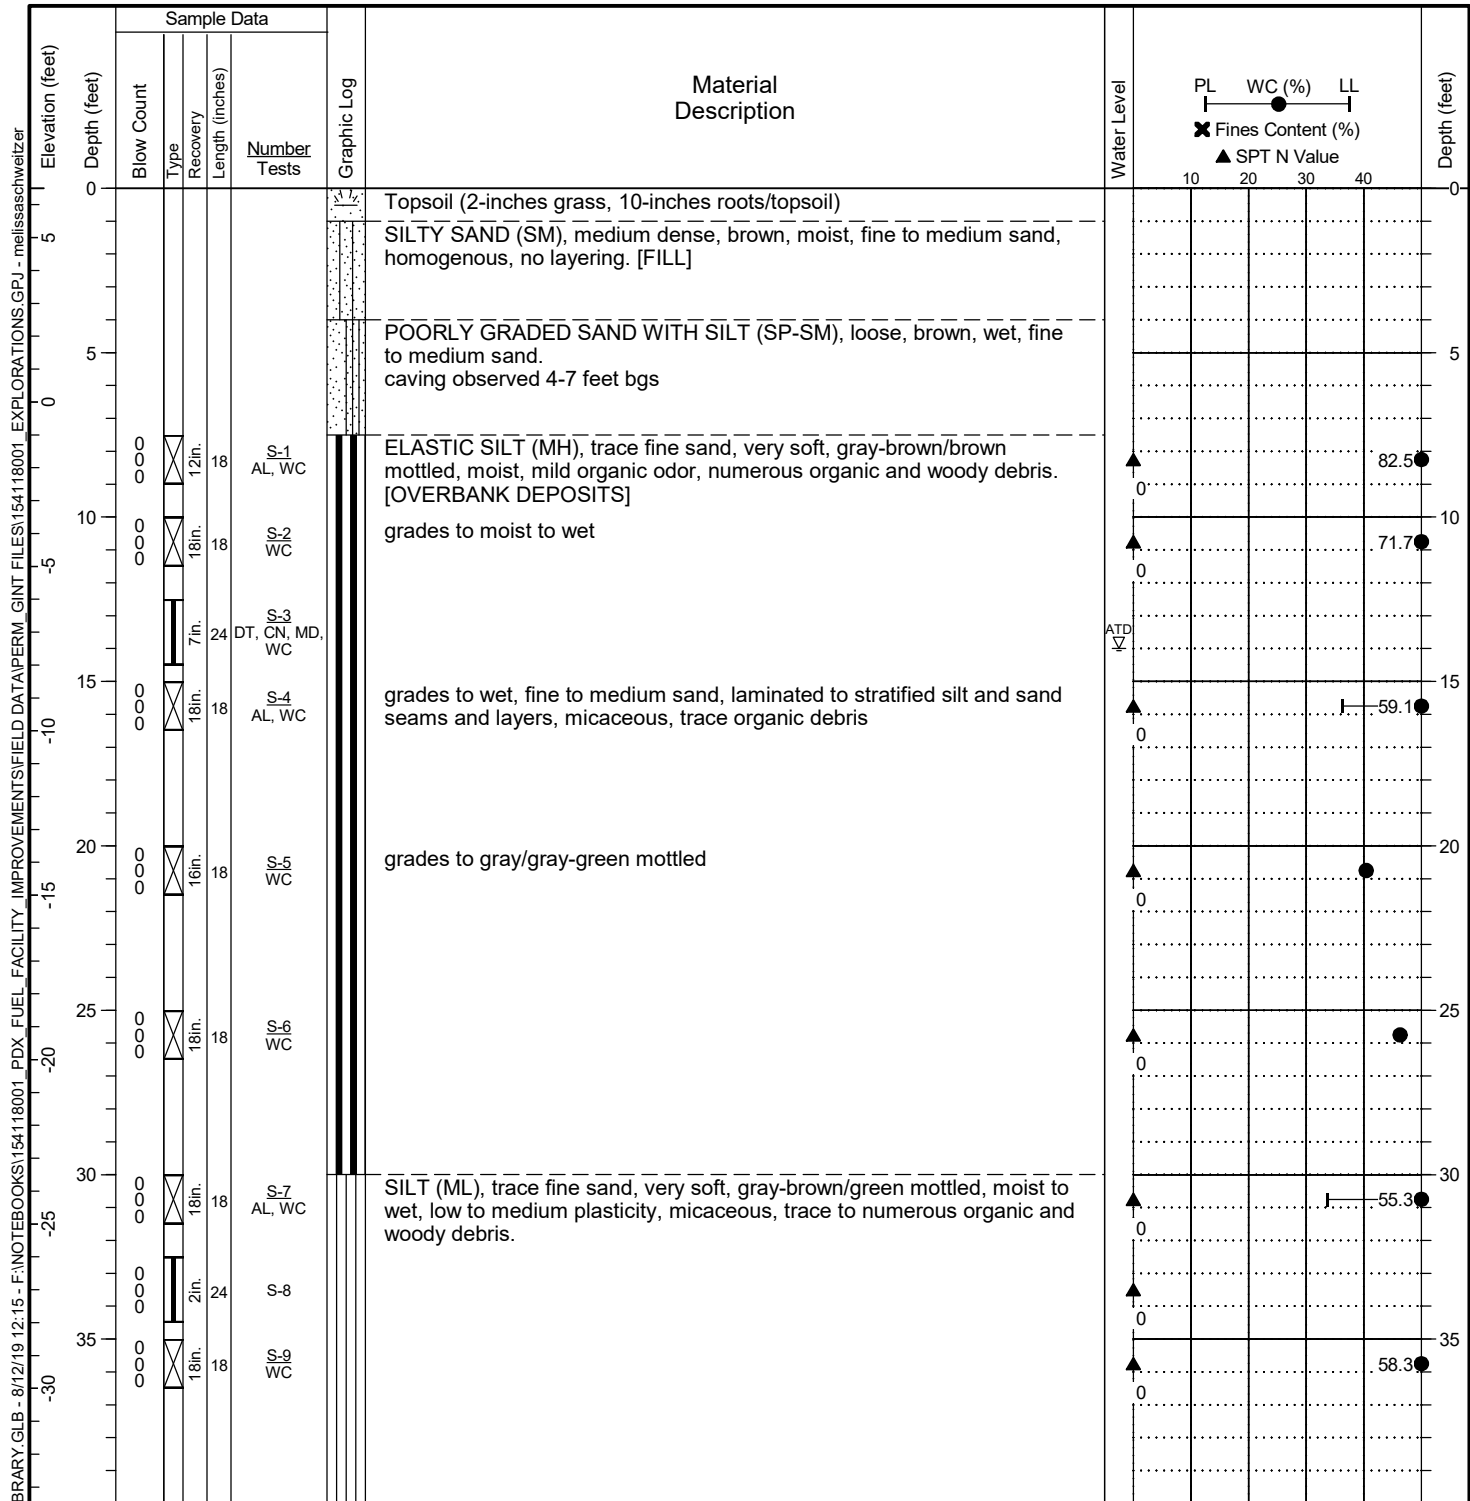 Sample Data
Elevation (feet)
Depth (feet)
Blow Count
Type
Recovery
Length (inches)
Number
Tests
Graphic Log
Material
Description
Water Level
PL WC (%) LL
Fines Content (%)
SPT N Value
10 20 30 40
Depth (feet)
0
0
Topsoil (2-inches grass, 10-inches roots/topsoil)
SILTY SAND (SM), medium dense, brown, moist, fine to medium sand,
homogenous, no layering. [FILL]
5
POORLY GRADED SAND WITH SILT (SP-SM), loose, brown, wet, fine
to medium sand.
caving observed 4-7 feet bgs
5
5
0
0
0
0
12in.
18
S-1
AL, WC
ELASTIC SILT (MH), trace fine sand, very soft, gray-brown/brown
mottled, moist, mild organic odor, numerous organic and woody debris.
[OVERBANK DEPOSITS]
82.5
0
10
0
0
0
18in.
18
S-2
WC
grades to moist to wet
71.7
0
10
-5
7in.
24
S-3
DT, CN, MD,
WC
ATD
15
0
0
0
18in.
18
S-4
AL, WC
grades to wet, fine to medium sand, laminated to stratified silt and sand
seams and layers, micaceous, trace organic debris
59.1
0
15
-10
20
0
0
0
16in.
18
S-5
WC
grades to gray/gray-green mottled
0
20
-15
25
0
0
0
18in.
18
S-6
WC
0
25
-20
30
0
0
0
18in.
18
S-7
AL, WC
SILT (ML), trace fine sand, very soft, gray-brown/green mottled, moist to
wet, low to medium plasticity, micaceous, trace to numerous organic and
woody debris.
55.3
0
30
-25
0
0
0
2in.
24
S-8
0
35
0
0
0
18in.
18
S-9
WC
58.3
0
35
-30
BRARY.GLB - 8/12/19 12:15 - F:\NOTEBOOKS\154118001_PDX_FUEL_FACILITY_IMPROVEMENTS\FIELD DATA\PERM_GINT FILES\154118001_EXPLORATIONS.GPJ - melissaschweitzer